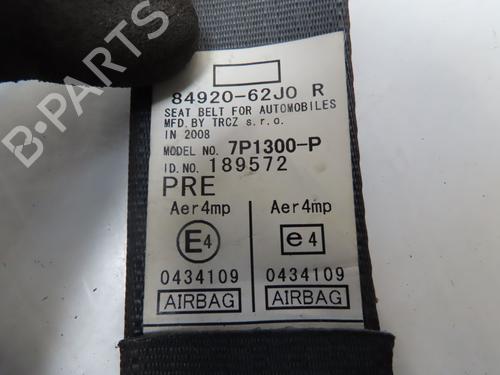 84920-62J0 R
SEAT BELT FOR AUTOMOBILES
MFD.BY TRCZ s.r.o.
IN 2008
MODEL NO. 7P1300-P
ID.NO. 189572
PRE
Aer4mp Aer4mp
E4 e4
0434109 0434109
AIRBAG AIRBAG